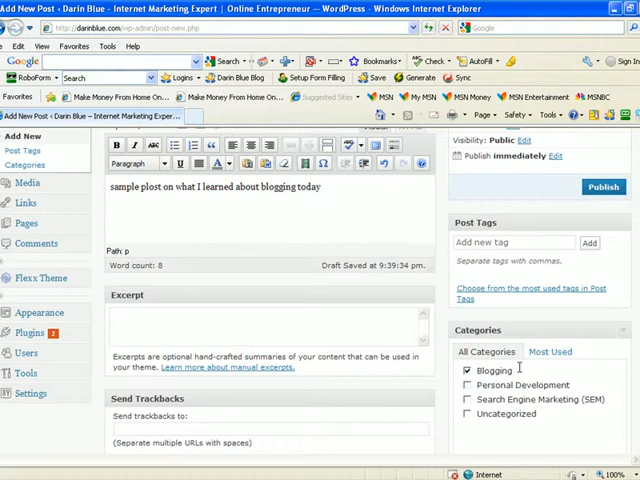 Add New Post ‹ Darin Blue - Internet Marketing Expert | Online Entrepreneur — WordPress - Windows Internet Explorer
http://darinblue.com/wp-admin/post-new.php
Google
File Edit View Favorites Tools Help
Google Search Bookmarks Check AutoFill Sign In
RoboForm Search Logins Darin Blue Blog Setup Form Filling Save Generate Sync
Favorites Make Money From Home On... Make Money From Home On... Suggested Sites MSN My MSN MSN Entertainment MSNBC
Add New Post ‹ Darin Blue – Internet Marketing Exper... Page Safety Tools
Add New
Post Tags
Categories
Media
Links
Pages
Comments
Flexx Theme
Appearance
Plugins 2
Users
Tools
Settings
B I ABC
Paragraph U A
sample plost on what I learned about blogging today
Path: p
Word count: 8 Draft Saved at 9:39:34 pm.
Excerpt
Excerpts are optional hand-crafted summaries of your content that can be used in
your theme. Learn more about manual excerpts.
Send Trackbacks
Send trackbacks to:
(Separate multiple URLs with spaces)
Visibility: Public Edit
Publish immediately Edit
Publish
Post Tags
Add new tag Add
Separate tags with commas.
Choose from the most used tags in Post
Tags
Categories
All Categories Most Used
Blogging
Personal Development
Search Engine Marketing (SEM)
Uncategorized
Internet 100%